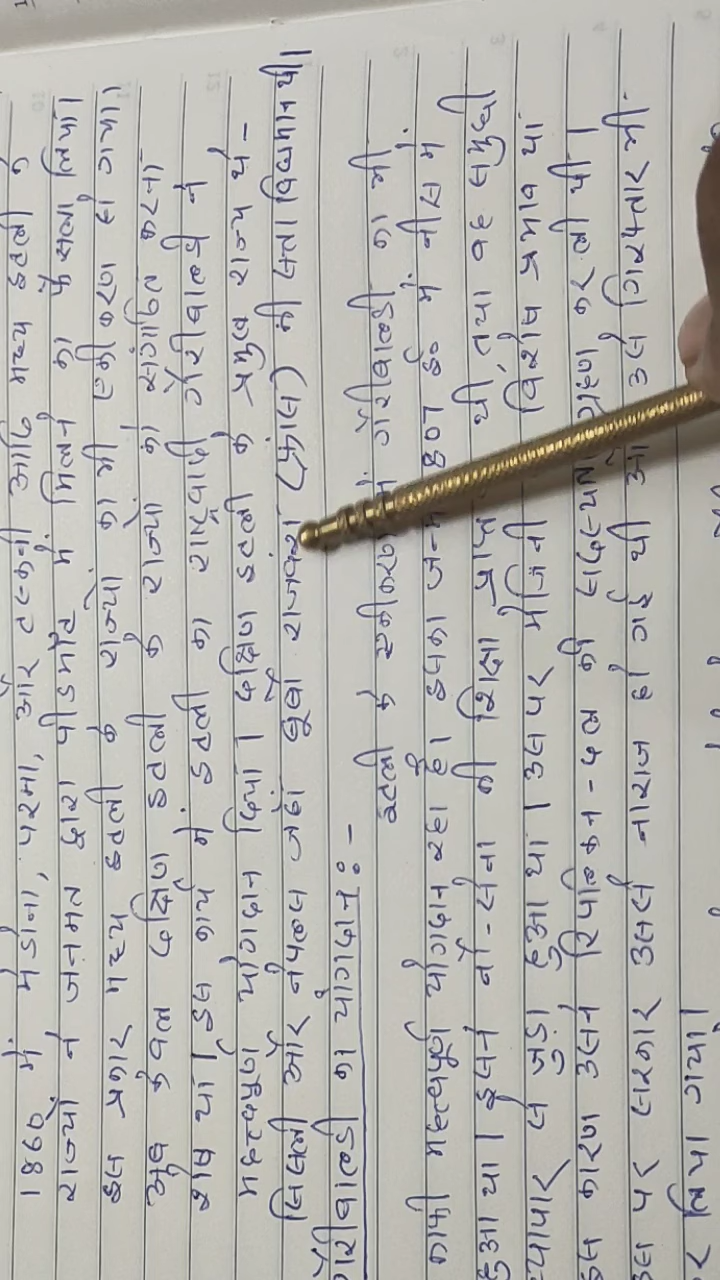 1860 में मेडोना, परमा, और टस्कनी आदि मध्य इटली के
राज्यों ने जनमत द्वारा पीडमौंट में मिलने का फैसला लिया।
इस प्रकार मध्य इटली के राज्यों का भी एकीकरण हो गया।
अब केवल दक्षिण इटली के राज्यों को संगठित करना
शेष था। इस कार्य में इटली का राष्ट्रवादी गैरीबाल्डी ने
महत्वपूर्ण योगदान दिया। दक्षिण इटली के प्रमुख राज्य थे -
सिसली और नेपल्स जहां बूर्बो राजवंश (फ्रांस) की सत्ता विधमान थी।
गैरीबाल्डी का योगदान :-
इटली के एकीकरण में गैरीबाल्डी का भी
काफी महत्वपूर्ण योगदान रहा है। इसका जन्म 1807 ई० में नीस में
हुआ था। इसने नौ-सेना की शिक्षा प्राप्त थी तथा वह समुद्री
व्यापार से जुड़ा हुआ था। उस पर मेजिनी विशेष प्रभाव था
इस कारण उसने रिपब्लिकन-दल की सदस्यता ग्रहण कर ली थी।
उस पर सरकार उससे नाराज हो गई थी उसे गिरफ्तार भी
कर लिया गया।